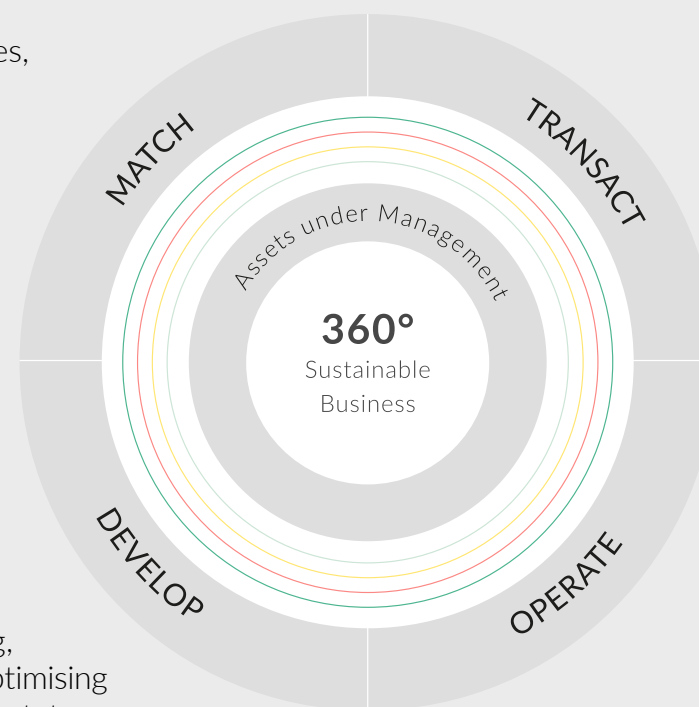 es,
MATCH
TRANSACT
Assets under Management
360°
Sustainable
Business
DEVELOP
OPERATE
g,
otimising